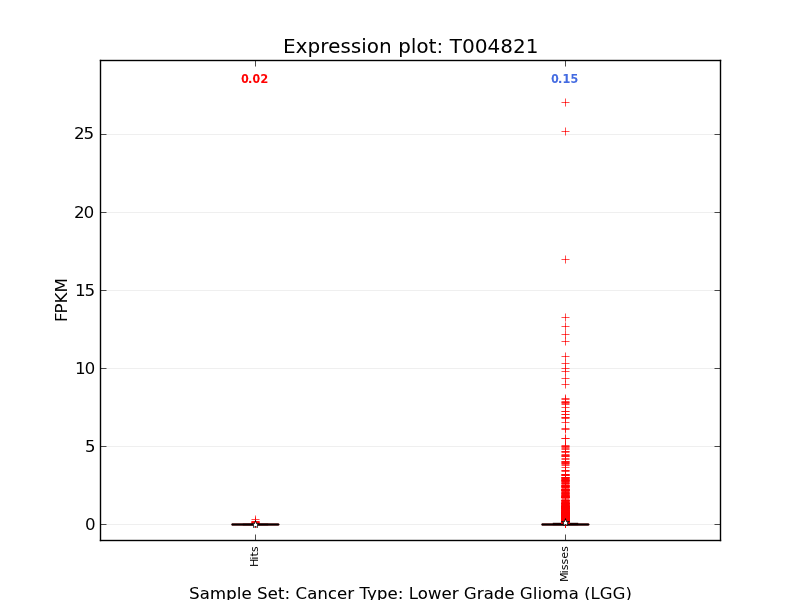 Expression plot: T004821
0.02
0.15
25
20
15
10
5
0
FPKM
Hits
Misses
Sample Set: Cancer Type: Lower Grade Glioma (LGG)